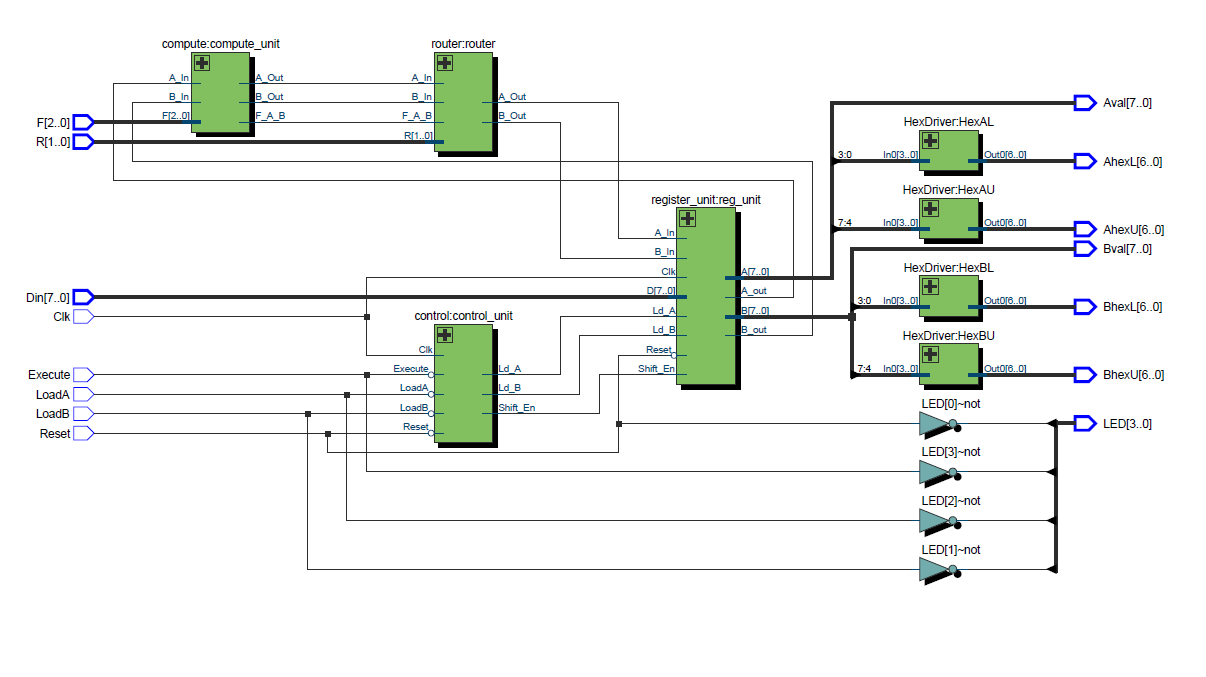 compute:compute_unit
A_In
B_In
F[2..0]
A_Out
B_Out
F_A_B
router:router
A_In
B_In
F_A_B
R[1..0]
A_Out
B_Out
F[2..0]
R[1..0]
register_unit:reg_unit
A_In
B_In
Clk
D[7..0]
Ld_A
Ld_B
Reset
Shift_En
A[7..0]
A_out
B[7..0]
B_out
Din[7..0]
Clk
control:control_unit
Clk
Execute
LoadA
LoadB
Reset
Ld_A
Ld_B
Shift_En
Execute
LoadA
LoadB
Reset
Aval[7..0]
HexDriver:HexAL
3:0
In0[3..0]
Out0[6..0]
AhexL[6..0]
HexDriver:HexAU
7:4
In0[3..0]
Out0[6..0]
AhexU[6..0]
Bval[7..0]
HexDriver:HexBL
3:0
In0[3..0]
Out0[6..0]
BhexL[6..0]
HexDriver:HexBU
7:4
In0[3..0]
Out0[6..0]
BhexU[6..0]
LED[0]~not
LED[3..0]
LED[3]~not
LED[2]~not
LED[1]~not